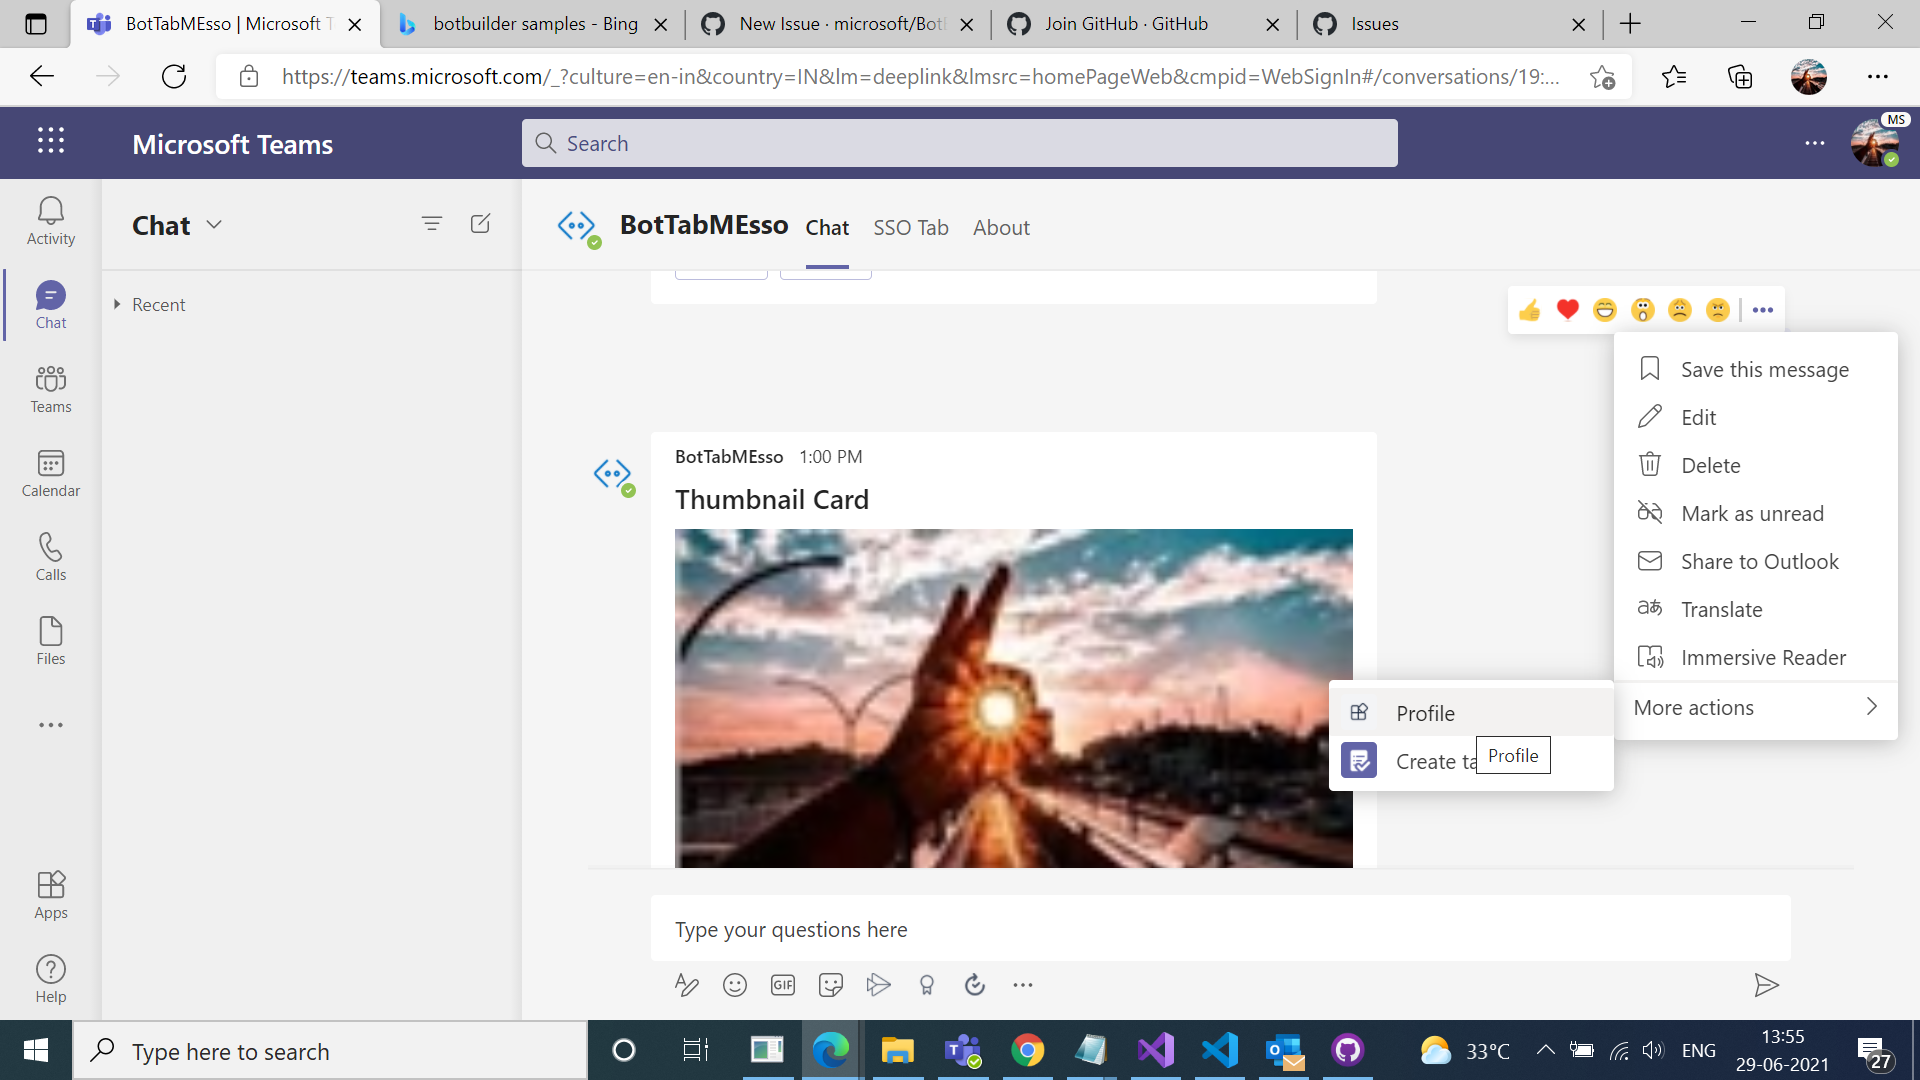 BotTabMEsso | Microsoft T
botbuilder samples - Bing
New Issue · microsoft/Bot
Join GitHub · GitHub
Issues
https://teams.microsoft.com/_?culture=en-in&country=IN&lm=deeplink&lmsrc=homePageWeb&cmpid=WebSignIn#/conversations/19:...
Microsoft Teams
Search
MS
Activity
Chat
Teams
Calendar
Calls
Files
Apps
Help
Chat
Recent
BotTabMEsso
Chat
SSO Tab
About
Save this message
Edit
Delete
Mark as unread
Share to Outlook
Translate
Immersive Reader
More actions
BotTabMEsso 1:00 PM
Thumbnail Card
Profile
Create ta
Profile
Type your questions here
GIF
Type here to search
33°C
ENG
13:55
29-06-2021
27